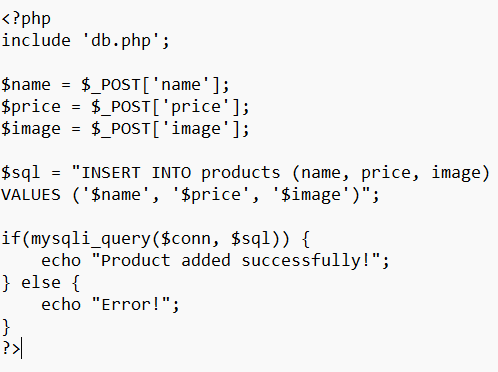 <?php
include 'db.php';

$name = $_POST['name'];
$price = $_POST['price'];
$image = $_POST['image'];

$sql = "INSERT INTO products (name, price, image)
VALUES ('$name', '$price', '$image')";

if(mysqli_query($conn, $sql)) {
    echo "Product added successfully!";
} else {
    echo "Error!";
}
?>